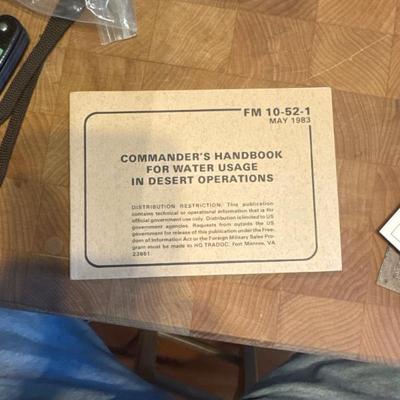 FM 10-52-1
MAY 1983
COMMANDER'S HANDBOOK
FOR WATER USAGE
IN DESERT OPERATIONS
DISTRIBUTION RESTRICTION: This publication
contains technical or operational information that is for
official government use only. Distribution is limited to US
government agencies. Requests from outside the US
government for release of this publication under the Free-
dom of Information Act or the Foreign Military Sales Pro-
gram must be made to HQ TRADOC, Fort Monroe, VA
23651.